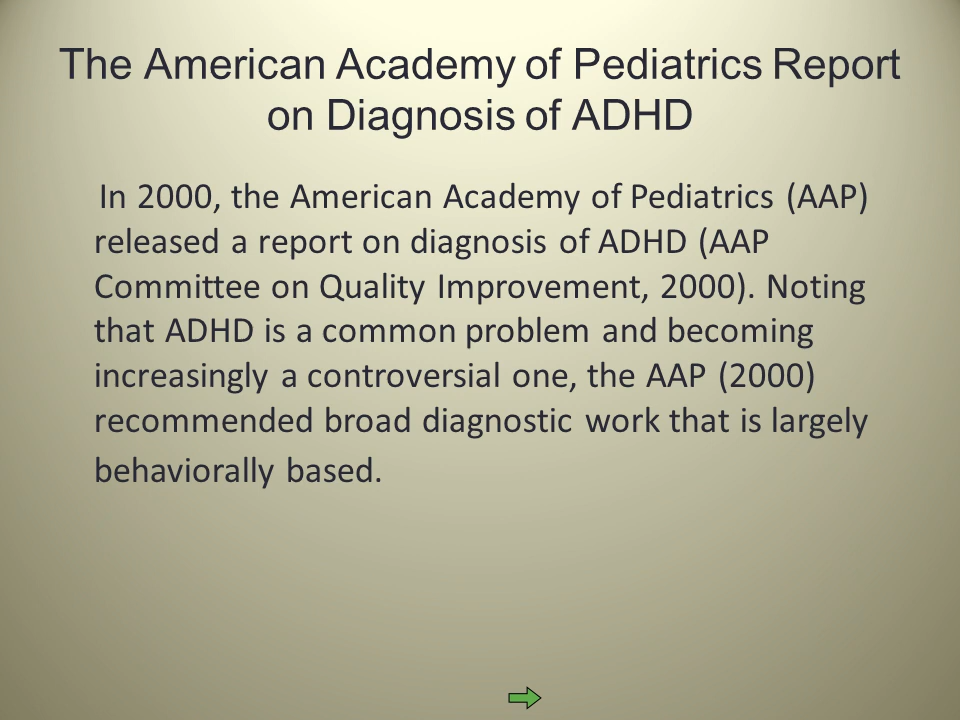 The American Academy of Pediatrics Report
on Diagnosis of ADHD
In 2000, the American Academy of Pediatrics (AAP)
released a report on diagnosis of ADHD (AAP
Committee on Quality Improvement, 2000). Noting
that ADHD is a common problem and becoming
increasingly a controversial one, the AAP (2000)
recommended broad diagnostic work that is largely
behaviorally based.